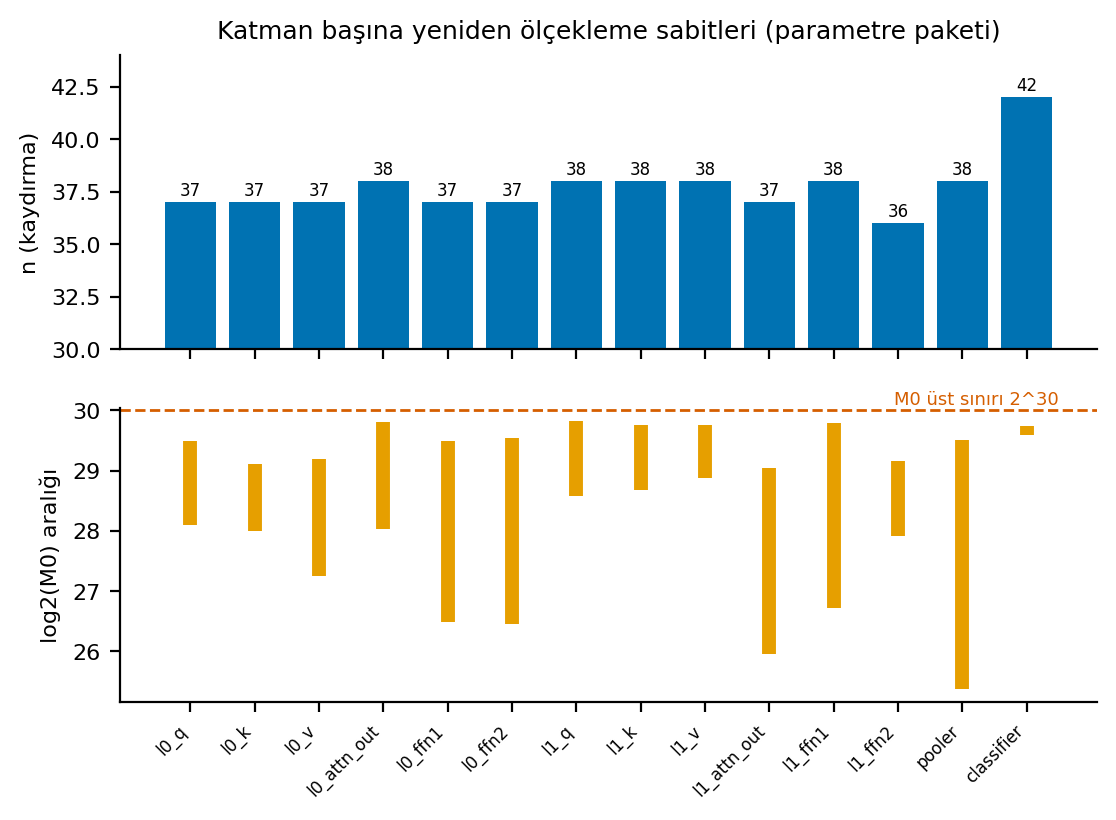 Katman başına yeniden ölçekleme sabitleri (parametre paketi)
n (kaydırma)
42.5
40.0
37.5
35.0
32.5
30.0
37 37 37 38 37 37 38 38 38 37 38 36 38 42
log2(M0) aralığı
30
29
28
27
26
M0 üst sınırı 2^30
l0_q l0_k l0_v l0_attn_out l0_ffn1 l0_ffn2 l1_q l1_k l1_v l1_attn_out l1_ffn1 l1_ffn2 pooler classifier